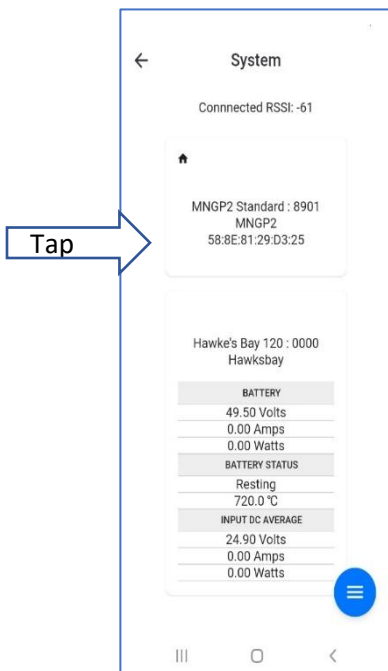 System
Connnected RSSI: -61
MNGP2 Standard : 8901
MNGP2
58:8E:81:29:D3:25
Tap
Hawke's Bay 120 : 0000
Hawksbay
BATTERY
49.50 Volts
0.00 Amps
0.00 Watts
BATTERY STATUS
Resting
720.0 °C
INPUT DC AVERAGE
24.90 Volts
0.00 Amps
0.00 Watts